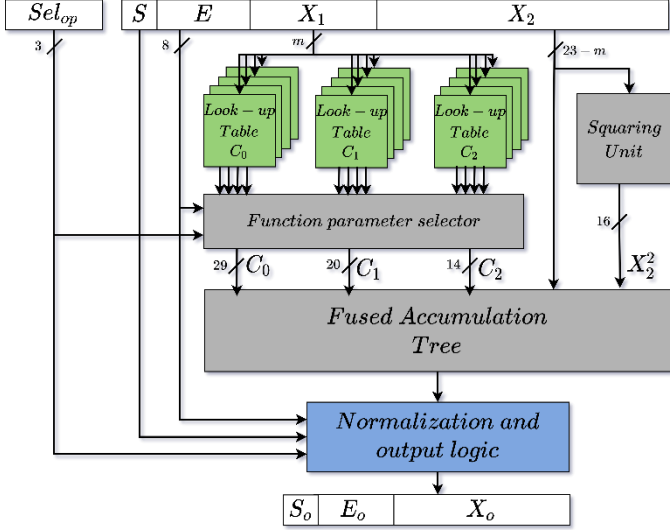 Sel_op S E X_1 X_2
3 8 m 23 − m
Look − up Look − up Look − up
Table Table Table
C_0 C_1 C_2
Squaring
Unit
Function parameter selector
16
29 C_0 20 C_1 14 C_2 X_2^2
Fused Accumulation
Tree
Normalization and
output logic
S_o E_o X_o